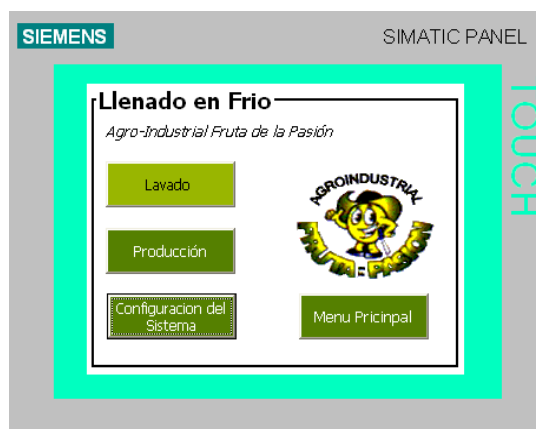 SIEMENS
SIMATIC PANEL
TOUCH
Llenado en Frio
Agro-Industrial Fruta de la Pasión
Lavado
AGROINDUSTRIAL
FRUTA DE PASION
Producción
Configuracion del
Sistema
Menu Pricinpal